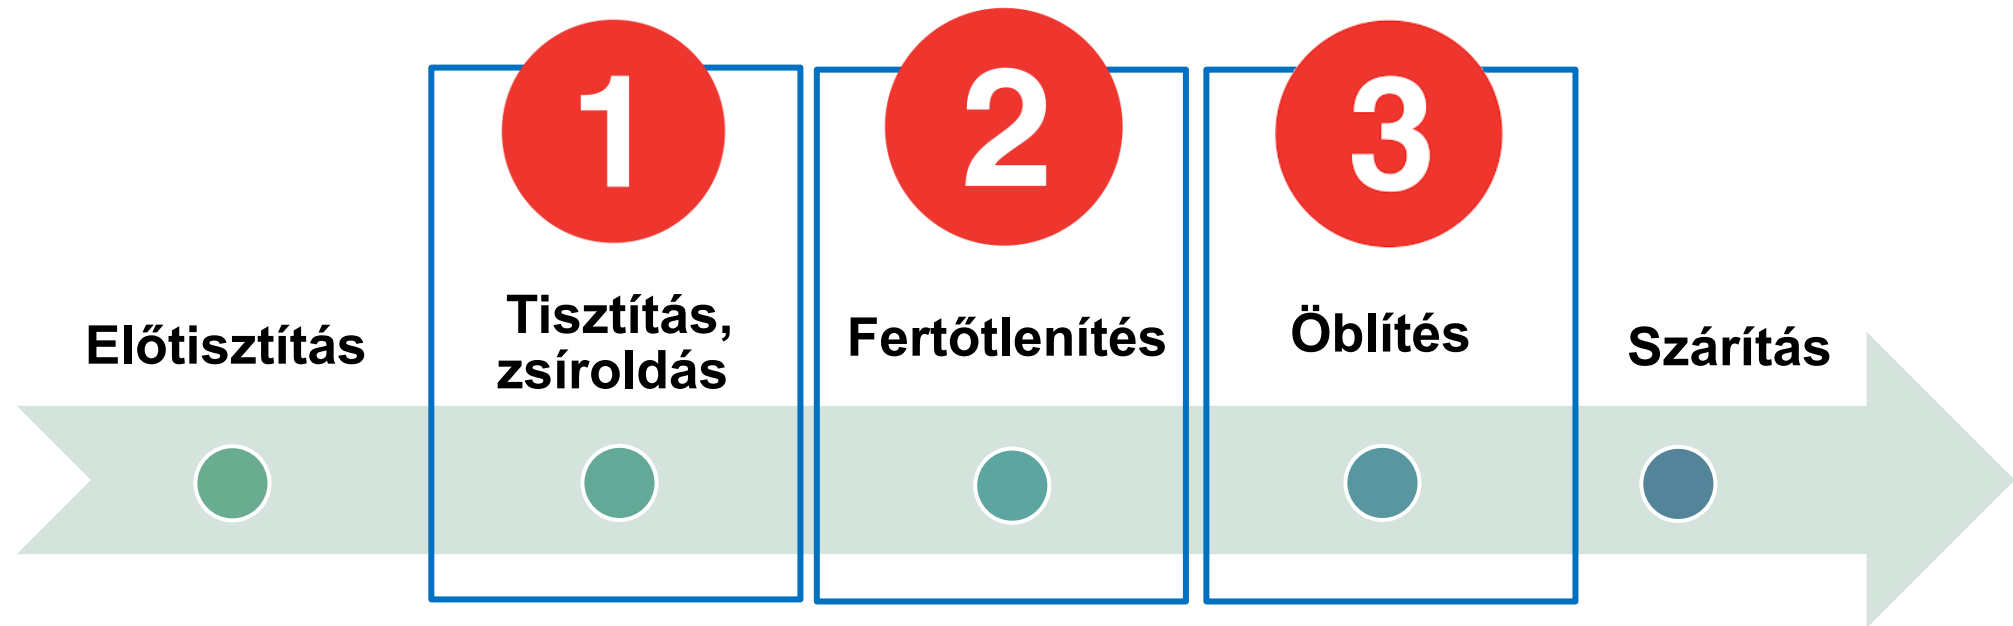 1
2
3
Előtisztítás
Tisztítás,
zsíroldás
Fertőtlenítés
Öblítés
Szárítás